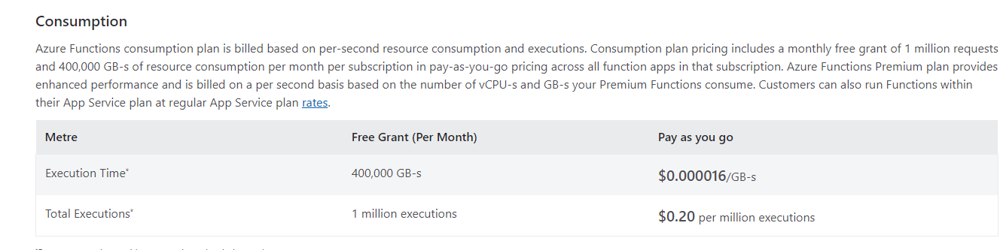 Consumption
Azure Functions consumption plan is billed based on per-second resource consumption and executions. Consumption plan pricing includes a monthly free grant of 1 million requests
and 400,000 GB-s of resource consumption per month per subscription in pay-as-you-go pricing across all function apps in that subscription. Azure Functions Premium plan provides
enhanced performance and is billed on a per second basis based on the number of vCPU-s and GB-s your Premium Functions consume. Customers can also run Functions within
their App Service plan at regular App Service plan rates.
Metre Free Grant (Per Month) Pay as you go
Execution Time* 400,000 GB-s $0.000016/GB-s
Total Executions* 1 million executions $0.20 per million executions